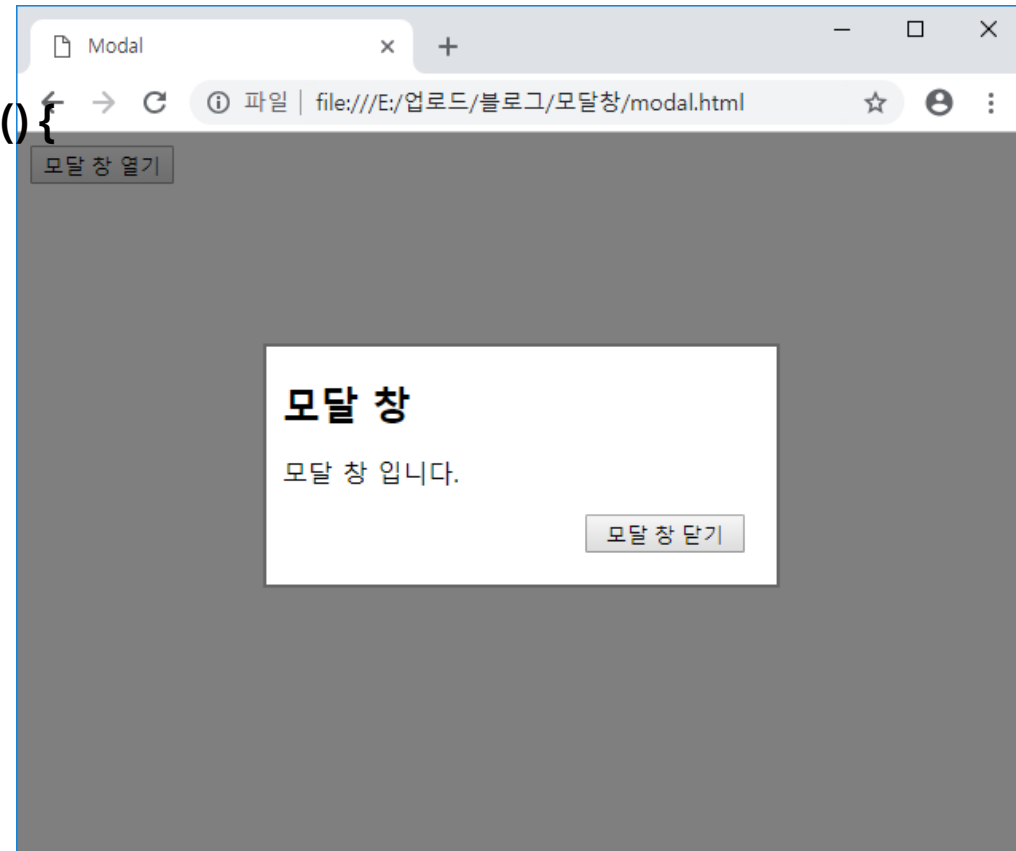 Modal
파일 | file:///E:/업로드/블로그/모달창/modal.html
() {
모달 창 열기
모달 창
모달 창 입니다.
모달 창 닫기